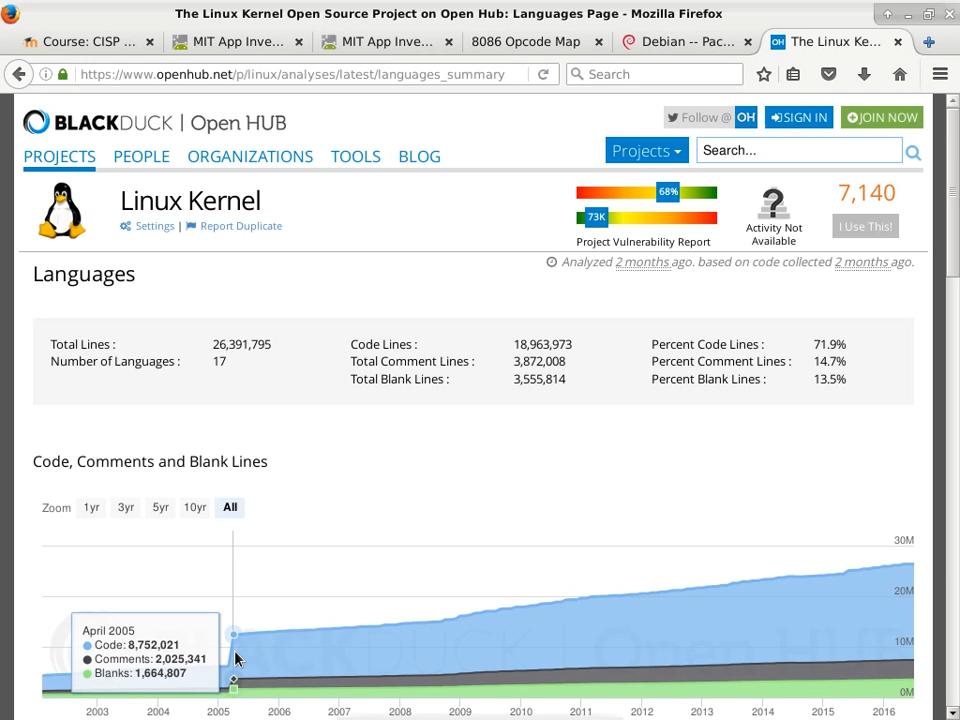 The Linux Kernel Open Source Project on Open Hub: Languages Page - Mozilla Firefox
Course: CISP ...
MIT App Inve...
MIT App Inve...
8086 Opcode Map
Debian -- Pac...
The Linux Ke...
https://www.openhub.net/p/linux/analyses/latest/languages_summary
Search
BLACKDUCK | Open HUB
Follow @ OH
SIGN IN
JOIN NOW
PROJECTS PEOPLE ORGANIZATIONS TOOLS BLOG
Projects
Search...
Linux Kernel
Settings | Report Duplicate
68%
73K
Project Vulnerability Report
Activity Not
Available
7,140
I Use This!
Analyzed 2 months ago. based on code collected 2 months ago.
Languages
Total Lines : 26,391,795 Code Lines : 18,963,973 Percent Code Lines : 71.9%
Number of Languages : 17 Total Comment Lines : 3,872,008 Percent Comment Lines : 14.7%
Total Blank Lines : 3,555,814 Percent Blank Lines : 13.5%
Code, Comments and Blank Lines
Zoom 1yr 3yr 5yr 10yr All
30M
20M
10M
0M
April 2005
Code: 8,752,021
Comments: 2,025,341
Blanks: 1,664,807
2003 2004 2005 2006 2007 2008 2009 2010 2011 2012 2013 2014 2015 2016